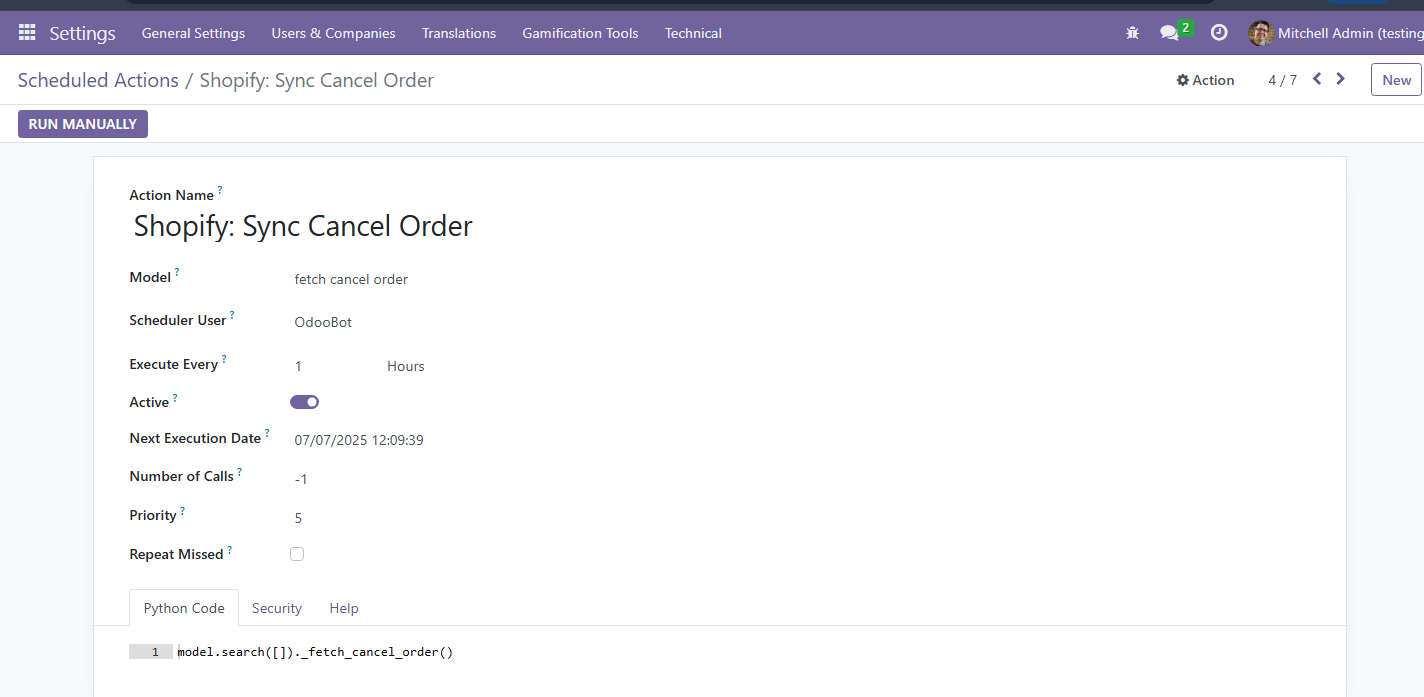 Settings General Settings Users & Companies Translations Gamification Tools Technical 2 Mitchell Admin (testing
Scheduled Actions / Shopify: Sync Cancel Order Action 4 / 7 New
RUN MANUALLY
Action Name ?
Shopify: Sync Cancel Order
Model ? fetch cancel order
Scheduler User ? OdooBot
Execute Every ? 1 Hours
Active ?
Next Execution Date ? 07/07/2025 12:09:39
Number of Calls ? -1
Priority ? 5
Repeat Missed ?
Python Code Security Help
1 model.search([])._fetch_cancel_order()